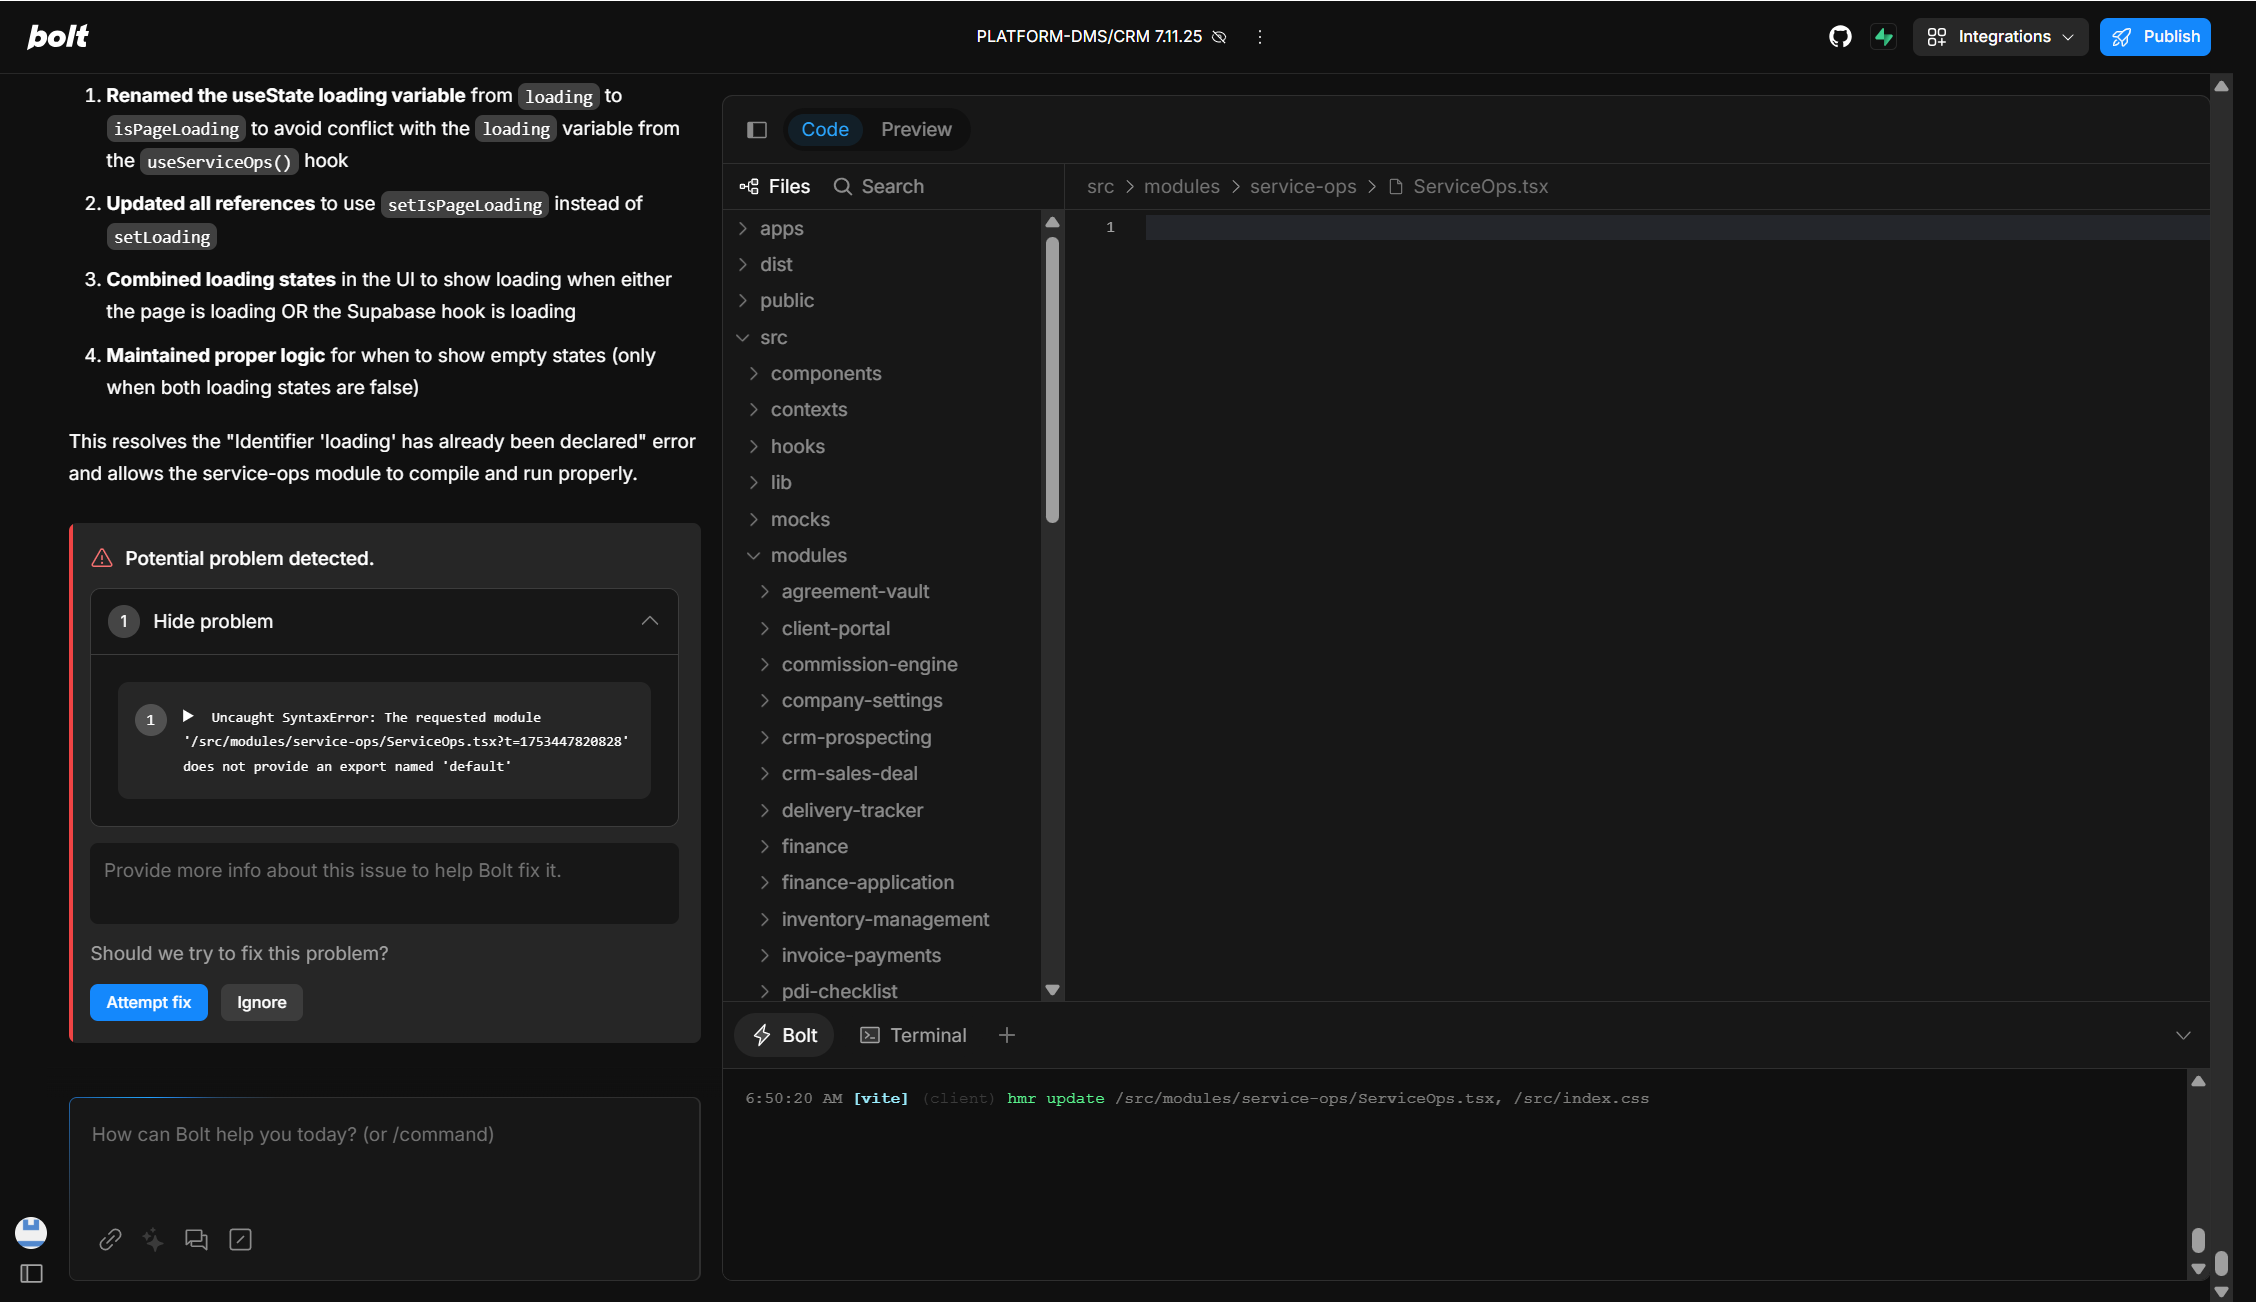 bolt
PLATFORM-DMS/CRM 7.11.25
Integrations
Publish
1. Renamed the useState loading variable from loading to
isPageLoading to avoid conflict with the loading variable from
the useServiceOps() hook
2. Updated all references to use setIsPageLoading instead of
setLoading
3. Combined loading states in the UI to show loading when either
the page is loading OR the Supabase hook is loading
4. Maintained proper logic for when to show empty states (only
when both loading states are false)
This resolves the "Identifier 'loading' has already been declared" error
and allows the service-ops module to compile and run properly.
Potential problem detected.
1 Hide problem
1 Uncaught SyntaxError: The requested module
'/src/modules/service-ops/ServiceOps.tsx?t=1753447820828'
does not provide an export named 'default'
Provide more info about this issue to help Bolt fix it.
Should we try to fix this problem?
Attempt fix
Ignore
How can Bolt help you today? (or /command)
Code
Preview
Files
Search
src > modules > service-ops > ServiceOps.tsx
apps
dist
public
src
components
contexts
hooks
lib
mocks
modules
agreement-vault
client-portal
commission-engine
company-settings
crm-prospecting
crm-sales-deal
delivery-tracker
finance
finance-application
inventory-management
invoice-payments
pdi-checklist
1
Bolt
Terminal
6:50:20 AM [vite] (client) hmr update /src/modules/service-ops/ServiceOps.tsx, /src/index.css